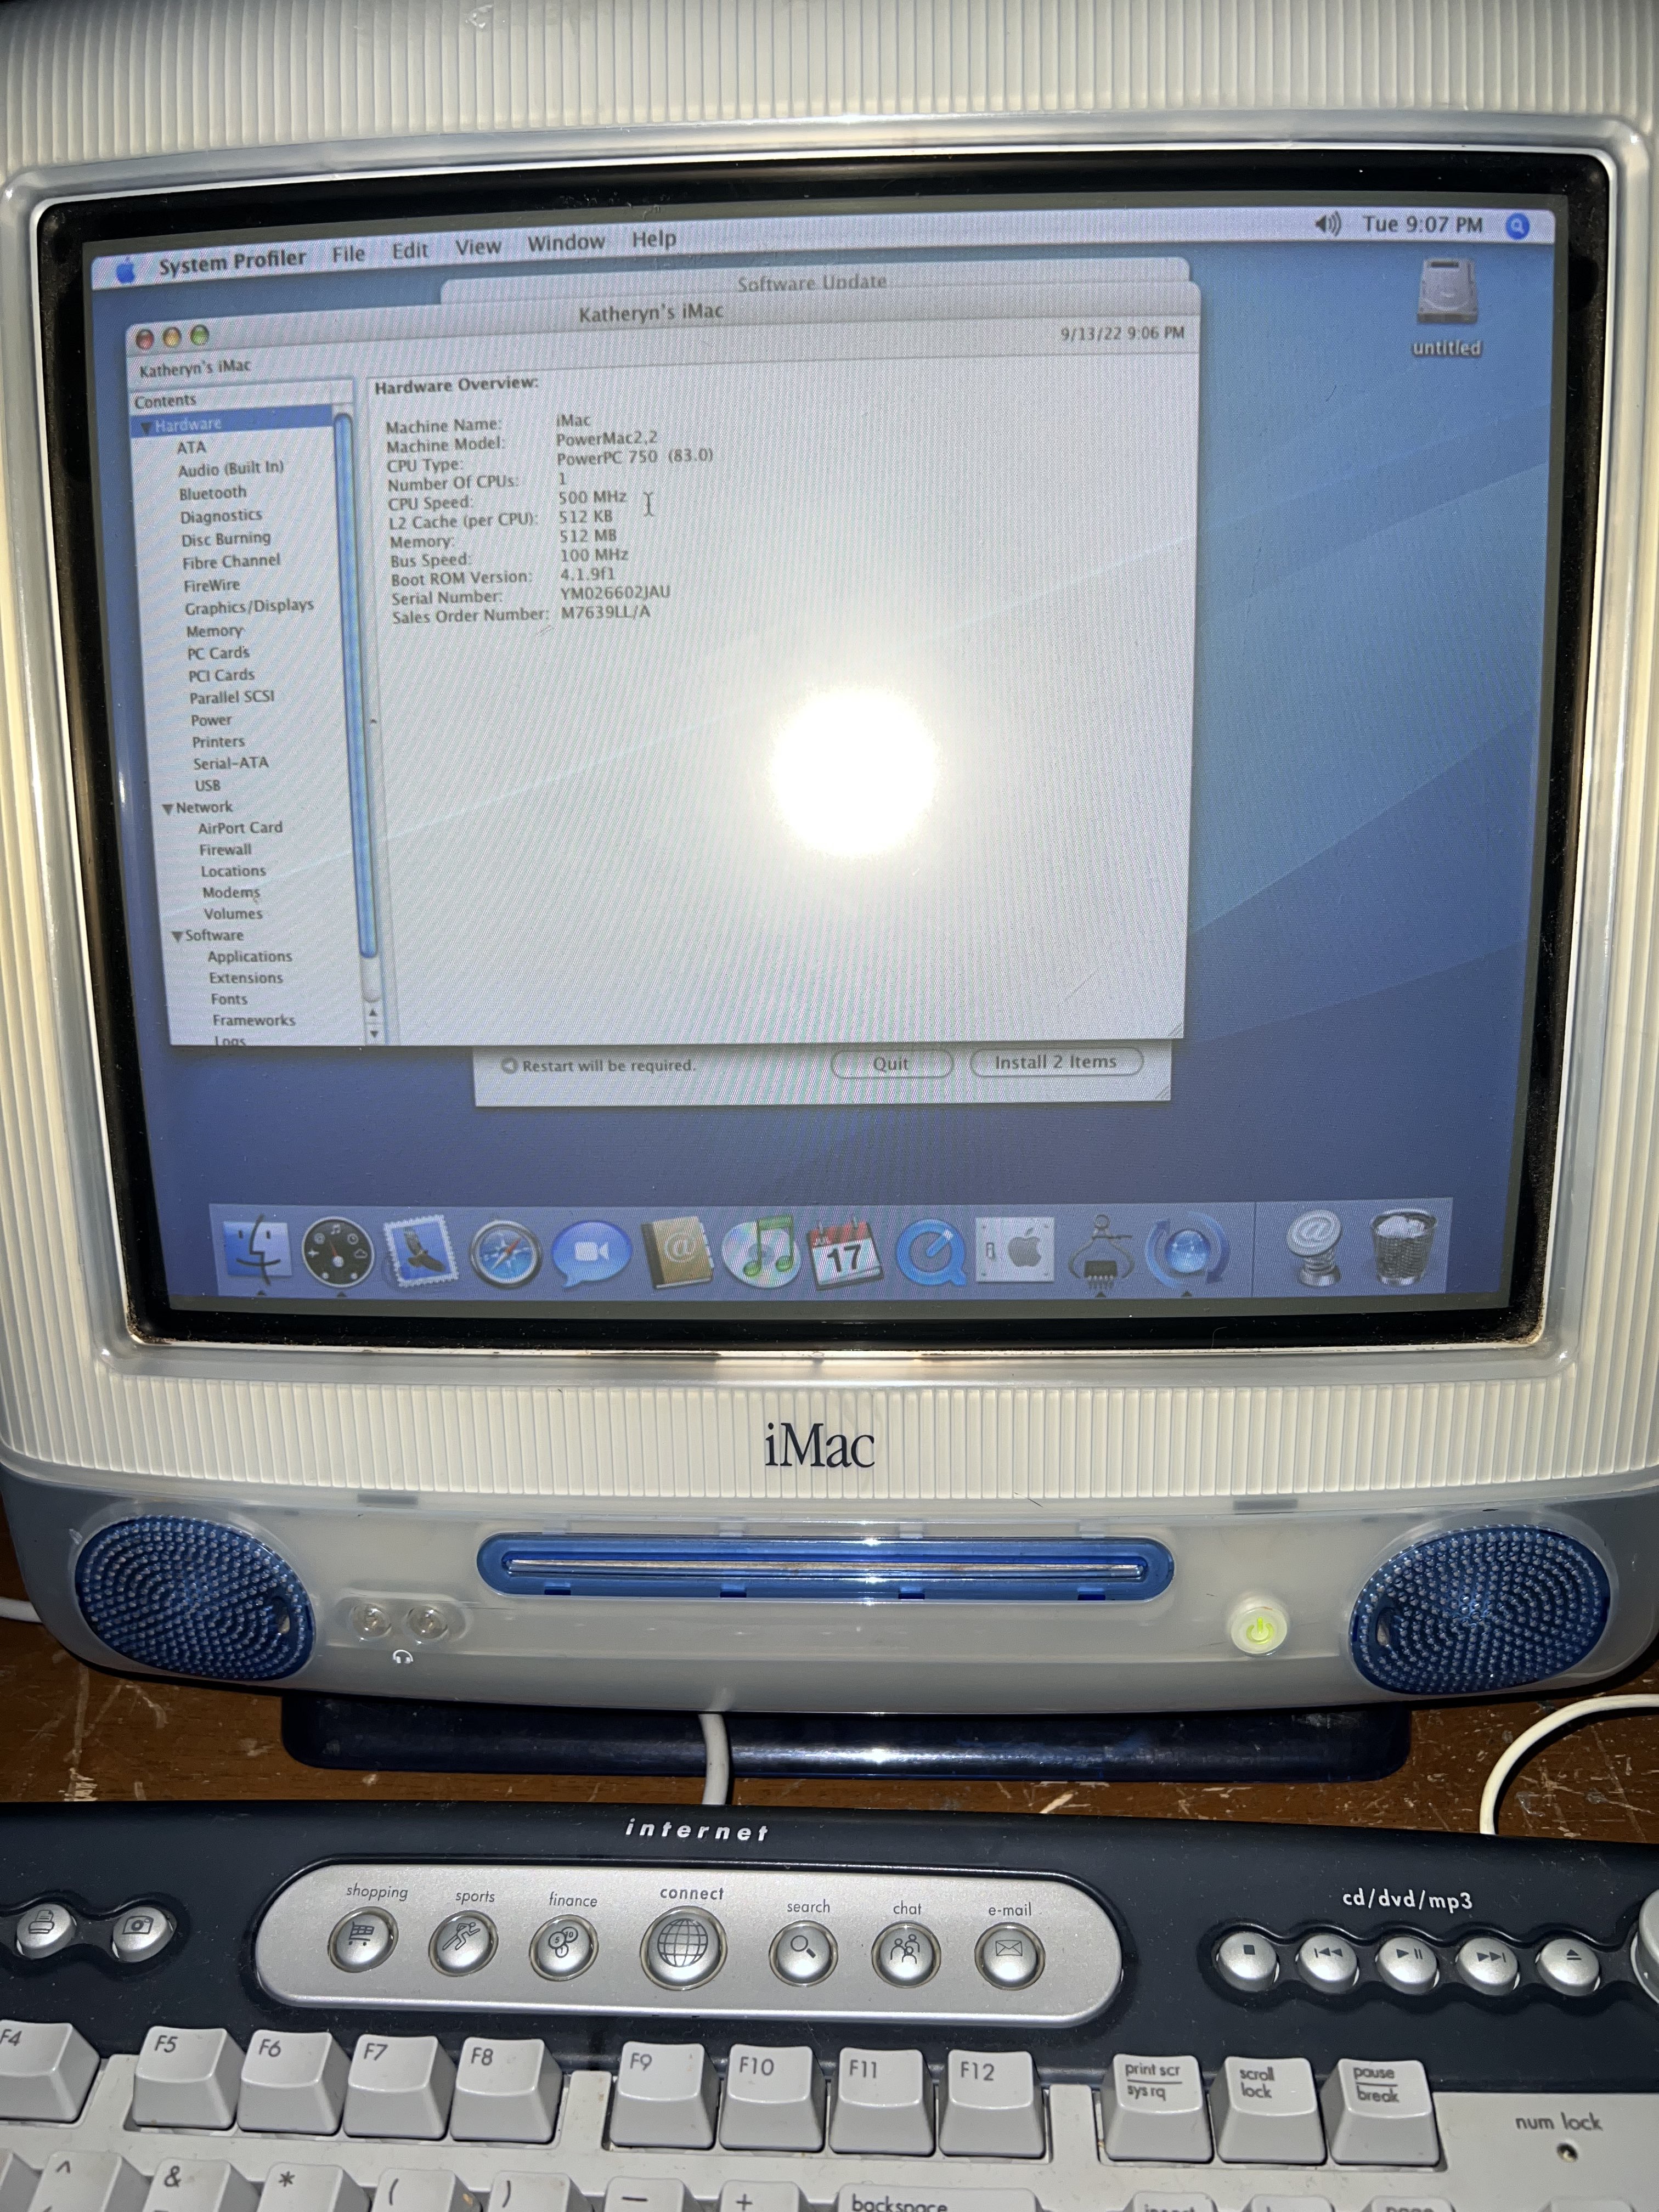 System Profiler File Edit View Window Help Tue 9:07 PM
untitled
Software Update
Katheryn's iMac
9/13/22 9:06 PM
Katheryn's iMac
Contents
Hardware
ATA
Audio (Built In)
Bluetooth
Diagnostics
Disc Burning
Fibre Channel
FireWire
Graphics/Displays
Memory
PC Cards
PCI Cards
Parallel SCSI
Power
Printers
Serial-ATA
USB
Network
AirPort Card
Firewall
Locations
Modems
Volumes
Software
Applications
Extensions
Fonts
Frameworks
Logs
Hardware Overview:
Machine Name: iMac
Machine Model: PowerMac2,2
CPU Type: PowerPC 750 (83.0)
Number Of CPUs: 1
CPU Speed: 500 MHz
L2 Cache (per CPU): 512 KB
Memory: 512 MB
Bus Speed: 100 MHz
Boot ROM Version: 4.1.9f1
Serial Number: YM026602JAU
Sales Order Number: M7639LL/A
Restart will be required. Quit Install 2 Items
JUL
17
iMac
internet
shopping sports finance connect search chat e-mail
cd/dvd/mp3
F4 F5 F6 F7 F8 F9 F10 F11 F12 print scr sys rq scroll lock pause break
num lock
^ & * ( ) — + backspace